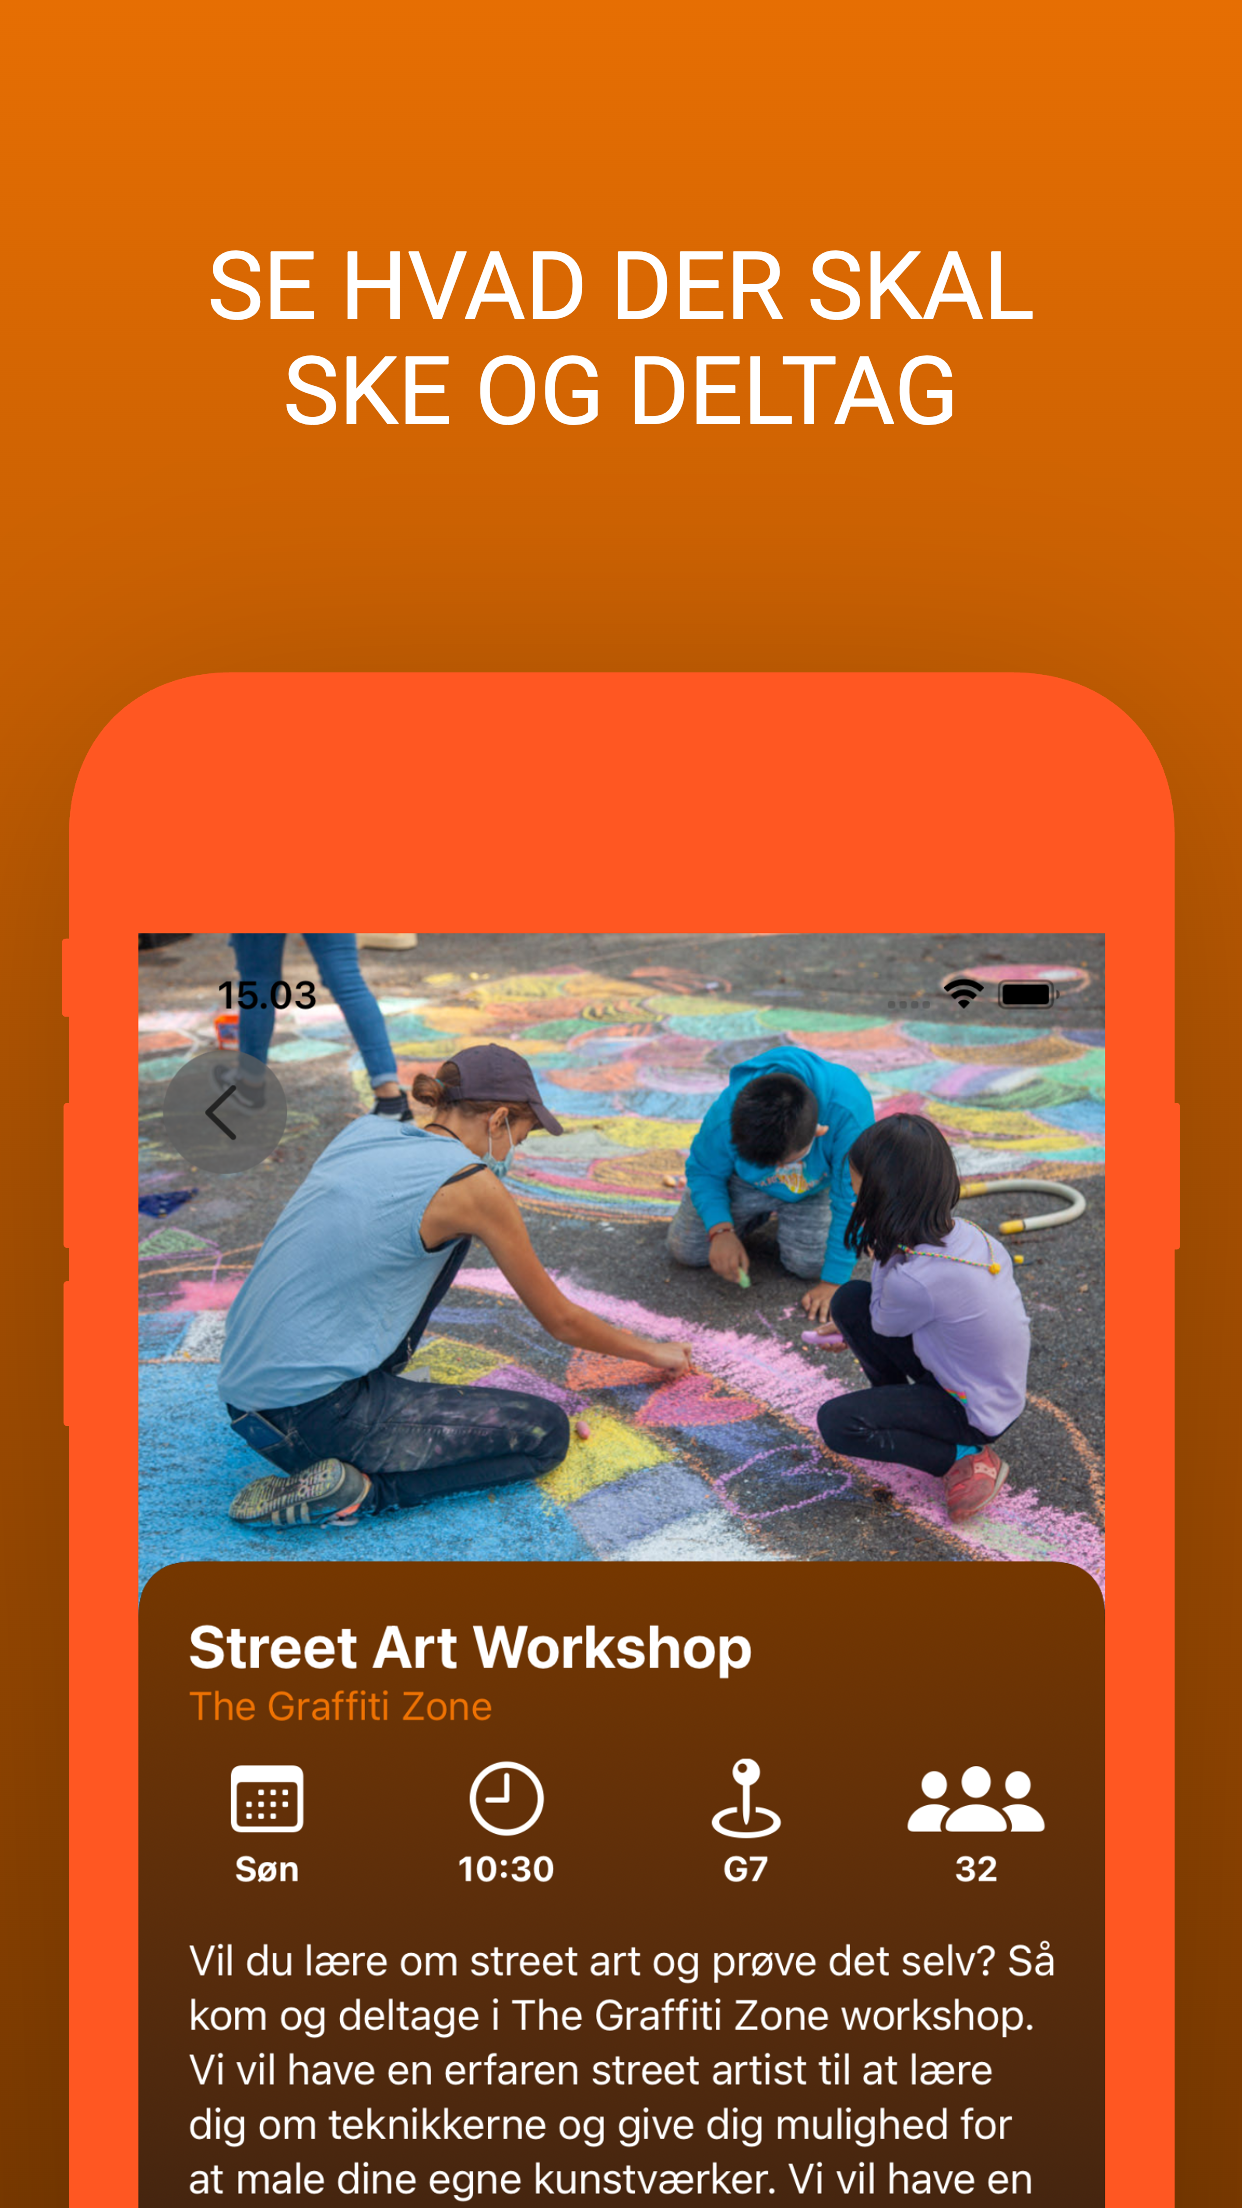 SE HVAD DER SKAL
SKE OG DELTAG
15.03
Street Art Workshop
The Graffiti Zone
Søn
10:30
G7
32
Vil du lære om street art og prøve det selv? Så
kom og deltage i The Graffiti Zone workshop.
Vi vil have en erfaren street artist til at lære
dig om teknikkerne og give dig mulighed for
at male dine egne kunstværker. Vi vil have en